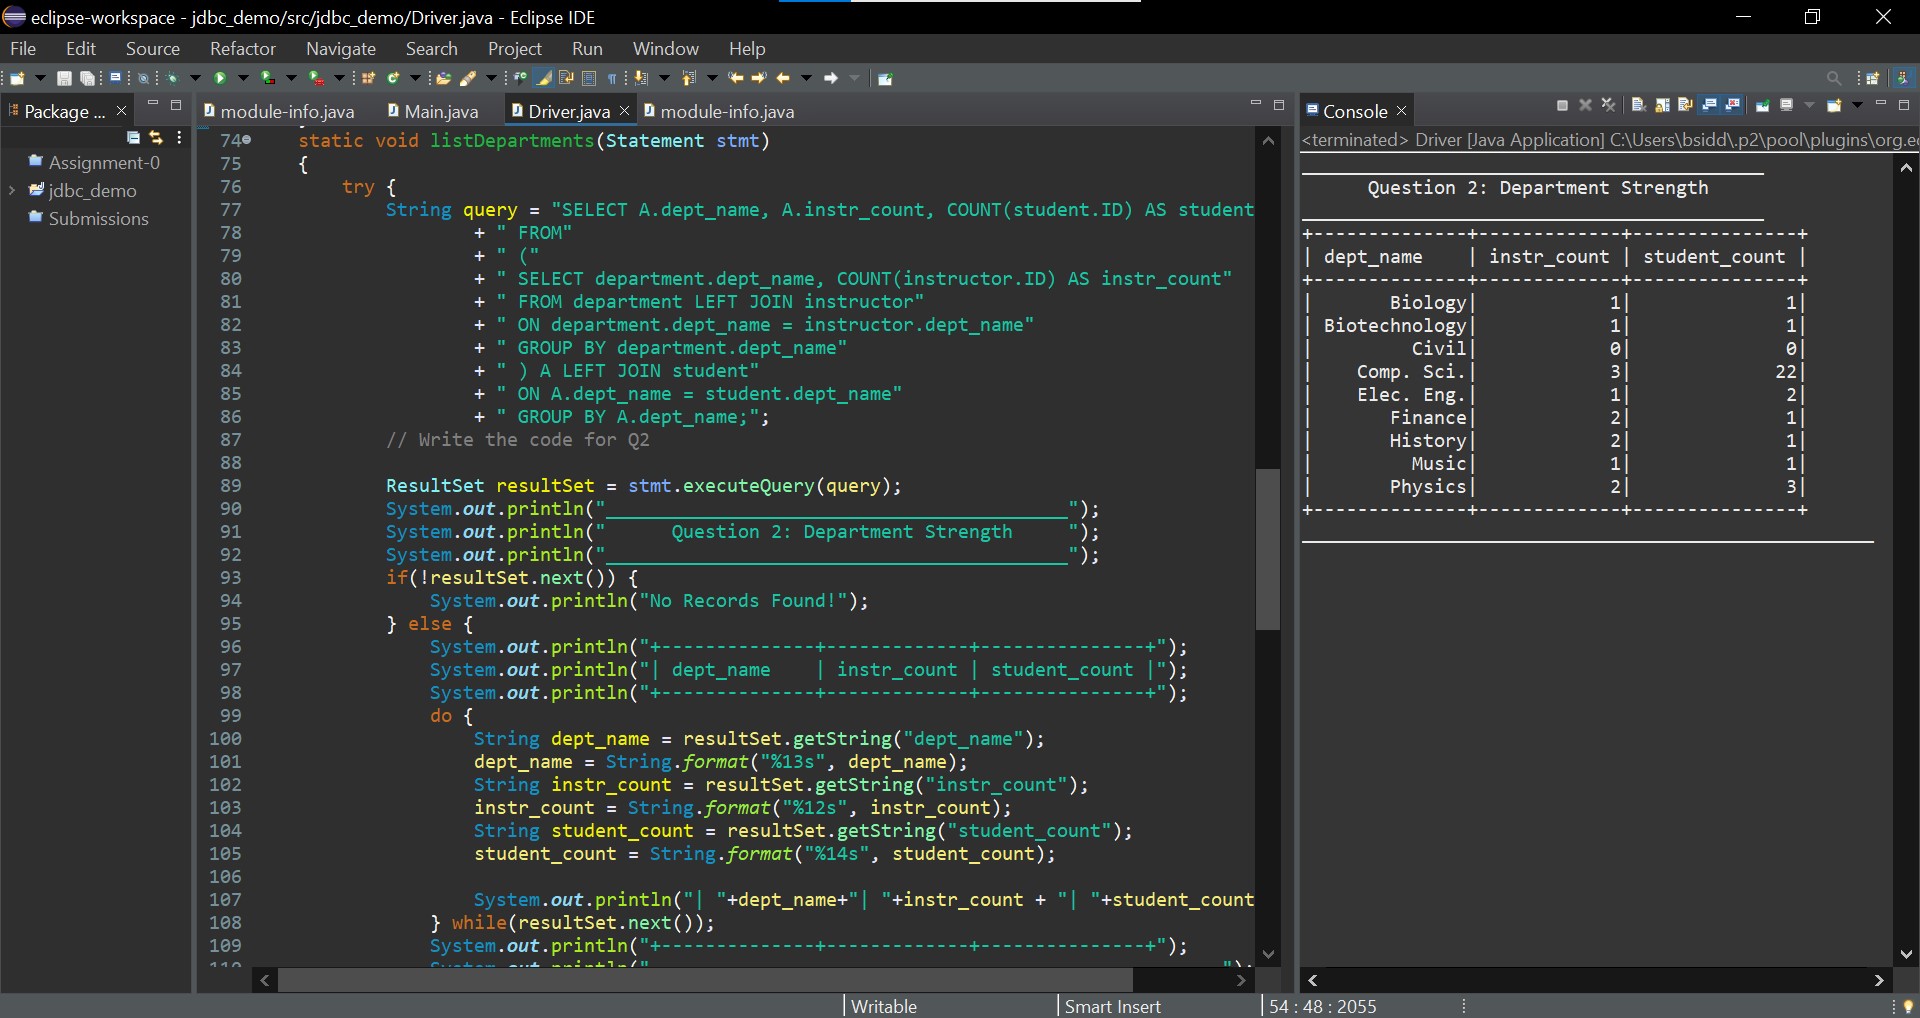 eclipse-workspace - jdbc_demo/src/jdbc_demo/Driver.java - Eclipse IDE
File Edit Source Refactor Navigate Search Project Run Window Help
Package ...
Assignment-0
jdbc_demo
Submissions
module-info.java Main.java Driver.java module-info.java
74 static void listDepartments(Statement stmt)
75 {
76 try {
77 String query = "SELECT A.dept_name, A.instr_count, COUNT(student.ID) AS student
78 + " FROM"
79 + " ("
80 + " SELECT department.dept_name, COUNT(instructor.ID) AS instr_count"
81 + " FROM department LEFT JOIN instructor"
82 + " ON department.dept_name = instructor.dept_name"
83 + " GROUP BY department.dept_name"
84 + " ) A LEFT JOIN student"
85 + " ON A.dept_name = student.dept_name"
86 + " GROUP BY A.dept_name;";
87 // Write the code for Q2
88
89 ResultSet resultSet = stmt.executeQuery(query);
90 System.out.println("__________________________________________");
91 System.out.println("      Question 2: Department Strength     ");
92 System.out.println("__________________________________________");
93 if(!resultSet.next()) {
94 System.out.println("No Records Found!");
95 } else {
96 System.out.println("+--------------+-------------+---------------+");
97 System.out.println("| dept_name    | instr_count | student_count |");
98 System.out.println("+--------------+-------------+---------------+");
99 do {
100 String dept_name = resultSet.getString("dept_name");
101 dept_name = String.format("%13s", dept_name);
102 String instr_count = resultSet.getString("instr_count");
103 instr_count = String.format("%12s", instr_count);
104 String student_count = resultSet.getString("student_count");
105 student_count = String.format("%14s", student_count);
106
107 System.out.println("| "+dept_name+"| "+instr_count + "| "+student_count
108 } while(resultSet.next());
109 System.out.println("+--------------+-------------+---------------+");
Console
<terminated> Driver [Java Application] C:\Users\bsidd\.p2\pool\plugins\org.e
__________________________________________
Question 2: Department Strength
__________________________________________
+--------------+-------------+---------------+
| dept_name    | instr_count | student_count |
+--------------+-------------+---------------+
|       Biology|            1|              1|
| Biotechnology|            1|              1|
|         Civil|            0|              0|
|    Comp. Sci.|            3|             22|
|    Elec. Eng.|            1|              2|
|       Finance|            2|              1|
|       History|            2|              1|
|         Music|            1|              1|
|       Physics|            2|              3|
+--------------+-------------+---------------+
____________________________________________________
Writable Smart Insert 54 : 48 : 2055